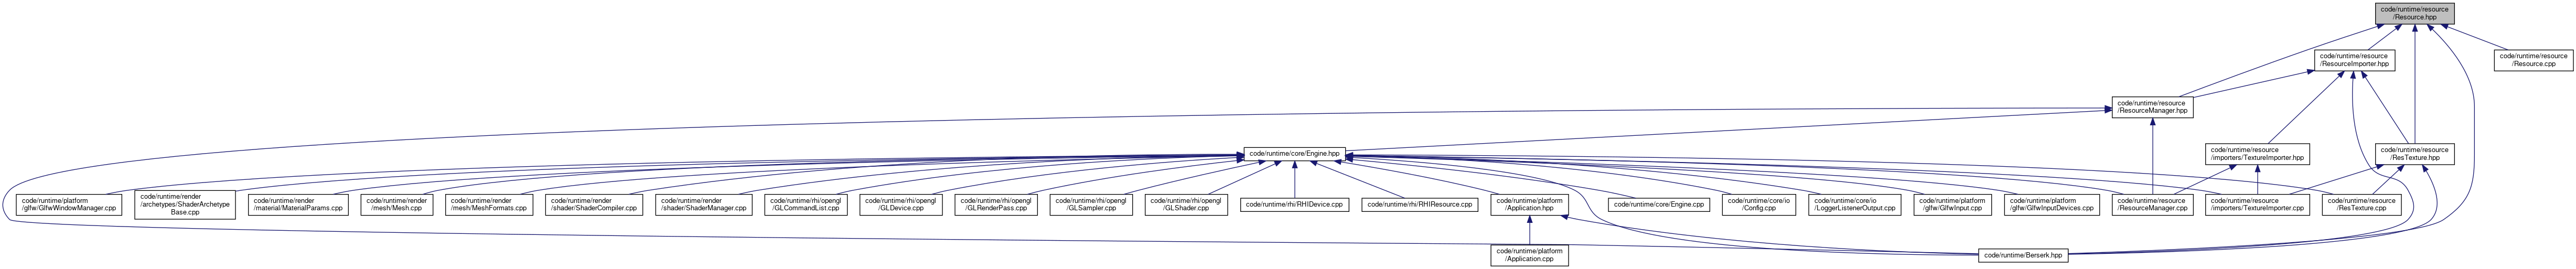 code/runtime/resource
/Resource.hpp
code/runtime/resource
/ResourceImporter.hpp
code/runtime/resource
/Resource.cpp
code/runtime/resource
/ResourceManager.hpp
code/runtime/core/Engine.hpp
code/runtime/resource
/importers/TextureImporter.hpp
code/runtime/resource
/ResTexture.hpp
code/runtime/platform
/glfw/GlfwWindowManager.cpp
code/runtime/render
/archetypes/ShaderArchetype
Base.cpp
code/runtime/render
/material/MaterialParams.cpp
code/runtime/render
/mesh/Mesh.cpp
code/runtime/render
/mesh/MeshFormats.cpp
code/runtime/render
/shader/ShaderCompiler.cpp
code/runtime/render
/shader/ShaderManager.cpp
code/runtime/rhi/opengl
/GLCommandList.cpp
code/runtime/rhi/opengl
/GLDevice.cpp
code/runtime/rhi/opengl
/GLRenderPass.cpp
code/runtime/rhi/opengl
/GLSampler.cpp
code/runtime/rhi/opengl
/GLShader.cpp
code/runtime/rhi/RHIDevice.cpp
code/runtime/rhi/RHIResource.cpp
code/runtime/platform
/Application.hpp
code/runtime/core/Engine.cpp
code/runtime/core/io
/Config.cpp
code/runtime/core/io
/LoggerListenerOutput.cpp
code/runtime/platform
/glfw/GlfwInput.cpp
code/runtime/platform
/glfw/GlfwInputDevices.cpp
code/runtime/resource
/ResourceManager.cpp
code/runtime/resource
/importers/TextureImporter.cpp
code/runtime/resource
/ResTexture.cpp
code/runtime/platform
/Application.cpp
code/runtime/Berserk.hpp